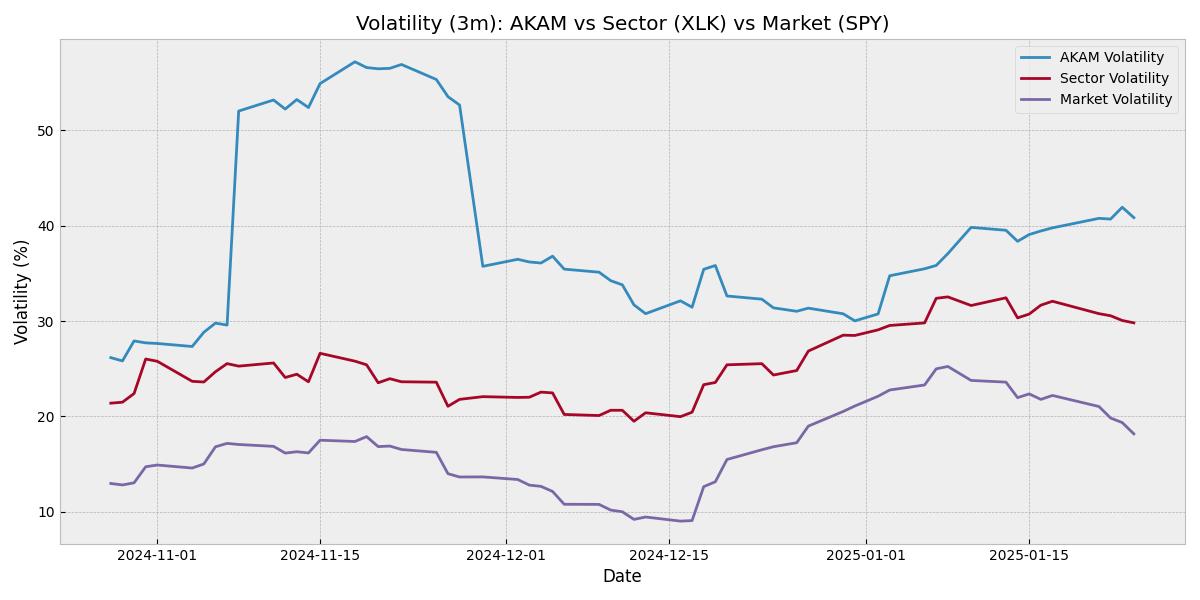 Volatility (3m): AKAM vs Sector (XLK) vs Market (SPY)
AKAM Volatility
Sector Volatility
Market Volatility
Volatility (%)
50
40
30
20
10
2024-11-01
2024-11-15
2024-12-01
2024-12-15
2025-01-01
2025-01-15
Date